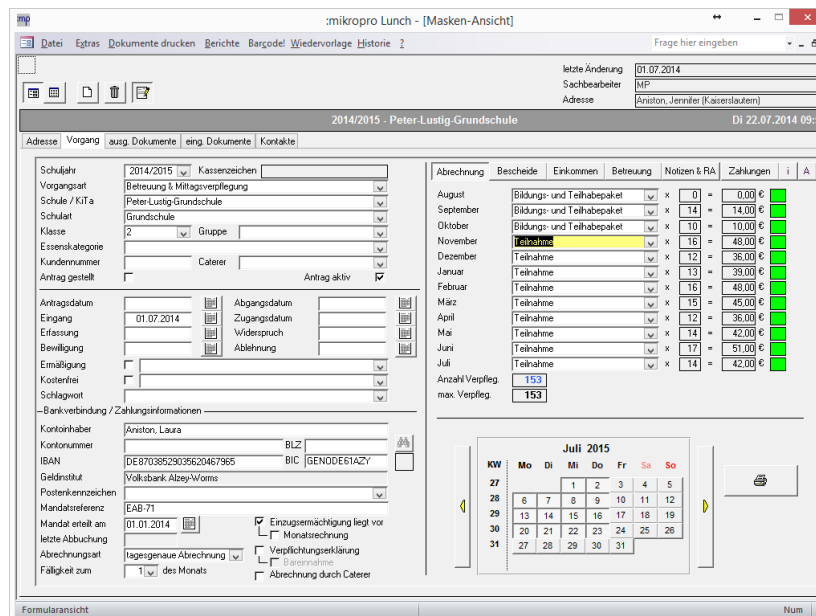 :mp :mikropro Lunch - [Masken-Ansicht]
Datei Extras Dokumente drucken Berichte Barcode! Wiedervorlage Historie ? Frage hier eingeben
letzte Änderung 01.07.2014
Sachbearbeiter MP
Adresse Aniston, Jennifer (Kaiserslautern)
2014/2015 - Peter-Lustig-Grundschule Di 22.07.2014 09:
Adresse Vorgang ausg. Dokumente eing. Dokumente Kontakte
Schuljahr 2014/2015 Kassenzeichen
Vorgangsart Betreuung & Mittagsverpflegung
Schule / KiTa Peter-Lustig-Grundschule
Schulart Grundschule
Klasse 2 Gruppe
Essenskategorie
Kundennummer Caterer
Antrag gestellt Antrag aktiv
Antragsdatum Abgangsdatum
Eingang 01.07.2014 Zugangsdatum
Erfassung Widerspruch
Bewilligung Ablehnung
Ermäßigung
Kostenfrei
Schlagwort
Bankverbindung / Zahlungsinformationen
Kontoinhaber Aniston, Laura
Kontonummer BLZ
IBAN DE87038529035620467965 BIC GENODE61AZY
Geldinstitut Volksbank Alzey-Worms
Postenkennzeichen
Mandatsreferenz EAB-71
Mandat erteilt am 01.01.2014 Einzugsermächtigung liegt vor
letzte Abbuchung Monatsrechnung
Abrechnungsart tagesgenaue Abrechnung Verpflichtungserklärung
Bareinnahme
Fälligkeit zum 1 des Monats Abrechnung durch Caterer
Abrechnung Bescheide Einkommen Betreuung Notizen & RA Zahlungen i A
August Bildungs- und Teilhabepaket x 0 = 0,00 €
September Bildungs- und Teilhabepaket x 14 = 14,00 €
Oktober Bildungs- und Teilhabepaket x 10 = 10,00 €
November Teilnahme x 16 = 48,00 €
Dezember Teilnahme x 12 = 36,00 €
Januar Teilnahme x 13 = 39,00 €
Februar Teilnahme x 16 = 48,00 €
März Teilnahme x 15 = 45,00 €
April Teilnahme x 12 = 36,00 €
Mai Teilnahme x 14 = 42,00 €
Juni Teilnahme x 17 = 51,00 €
Juli Teilnahme x 14 = 42,00 €
Anzahl Verpfleg. 153
max. Verpfleg. 153
Juli 2015
KW Mo Di Mi Do Fr Sa So
27 1 2 3 4 5
28 6 7 8 9 10 11 12
29 13 14 15 16 17 18 19
30 20 21 22 23 24 25 26
31 27 28 29 30 31
Formularansicht Num